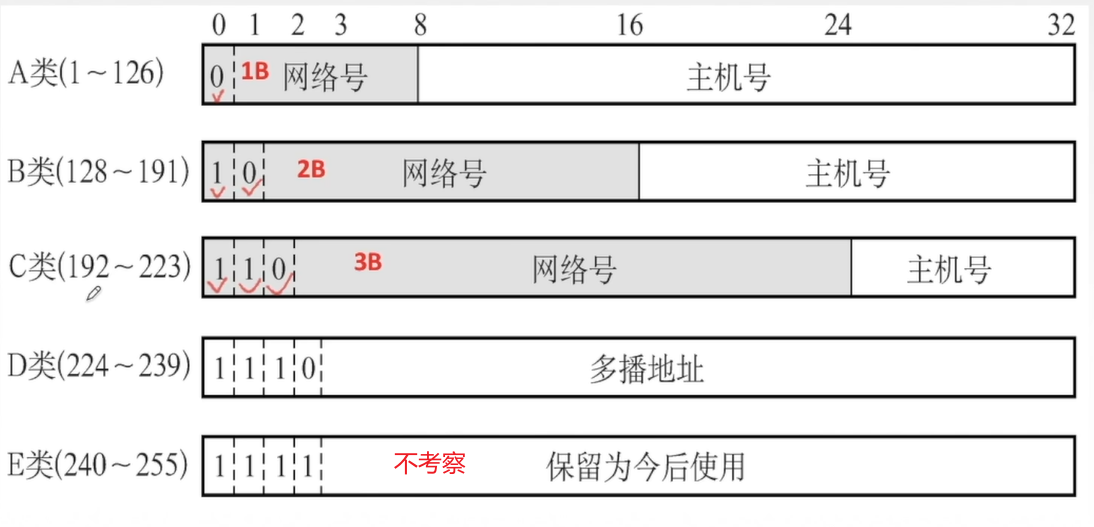 0 1 2 3 8 16 24 32
A类(1～126) 0 1B 网络号 主机号
B类(128～191) 1 0 2B 网络号 主机号
C类(192～223) 1 1 0 3B 网络号 主机号
D类(224～239) 1 1 1 0 多播地址
E类(240～255) 1 1 1 1 不考察 保留为今后使用